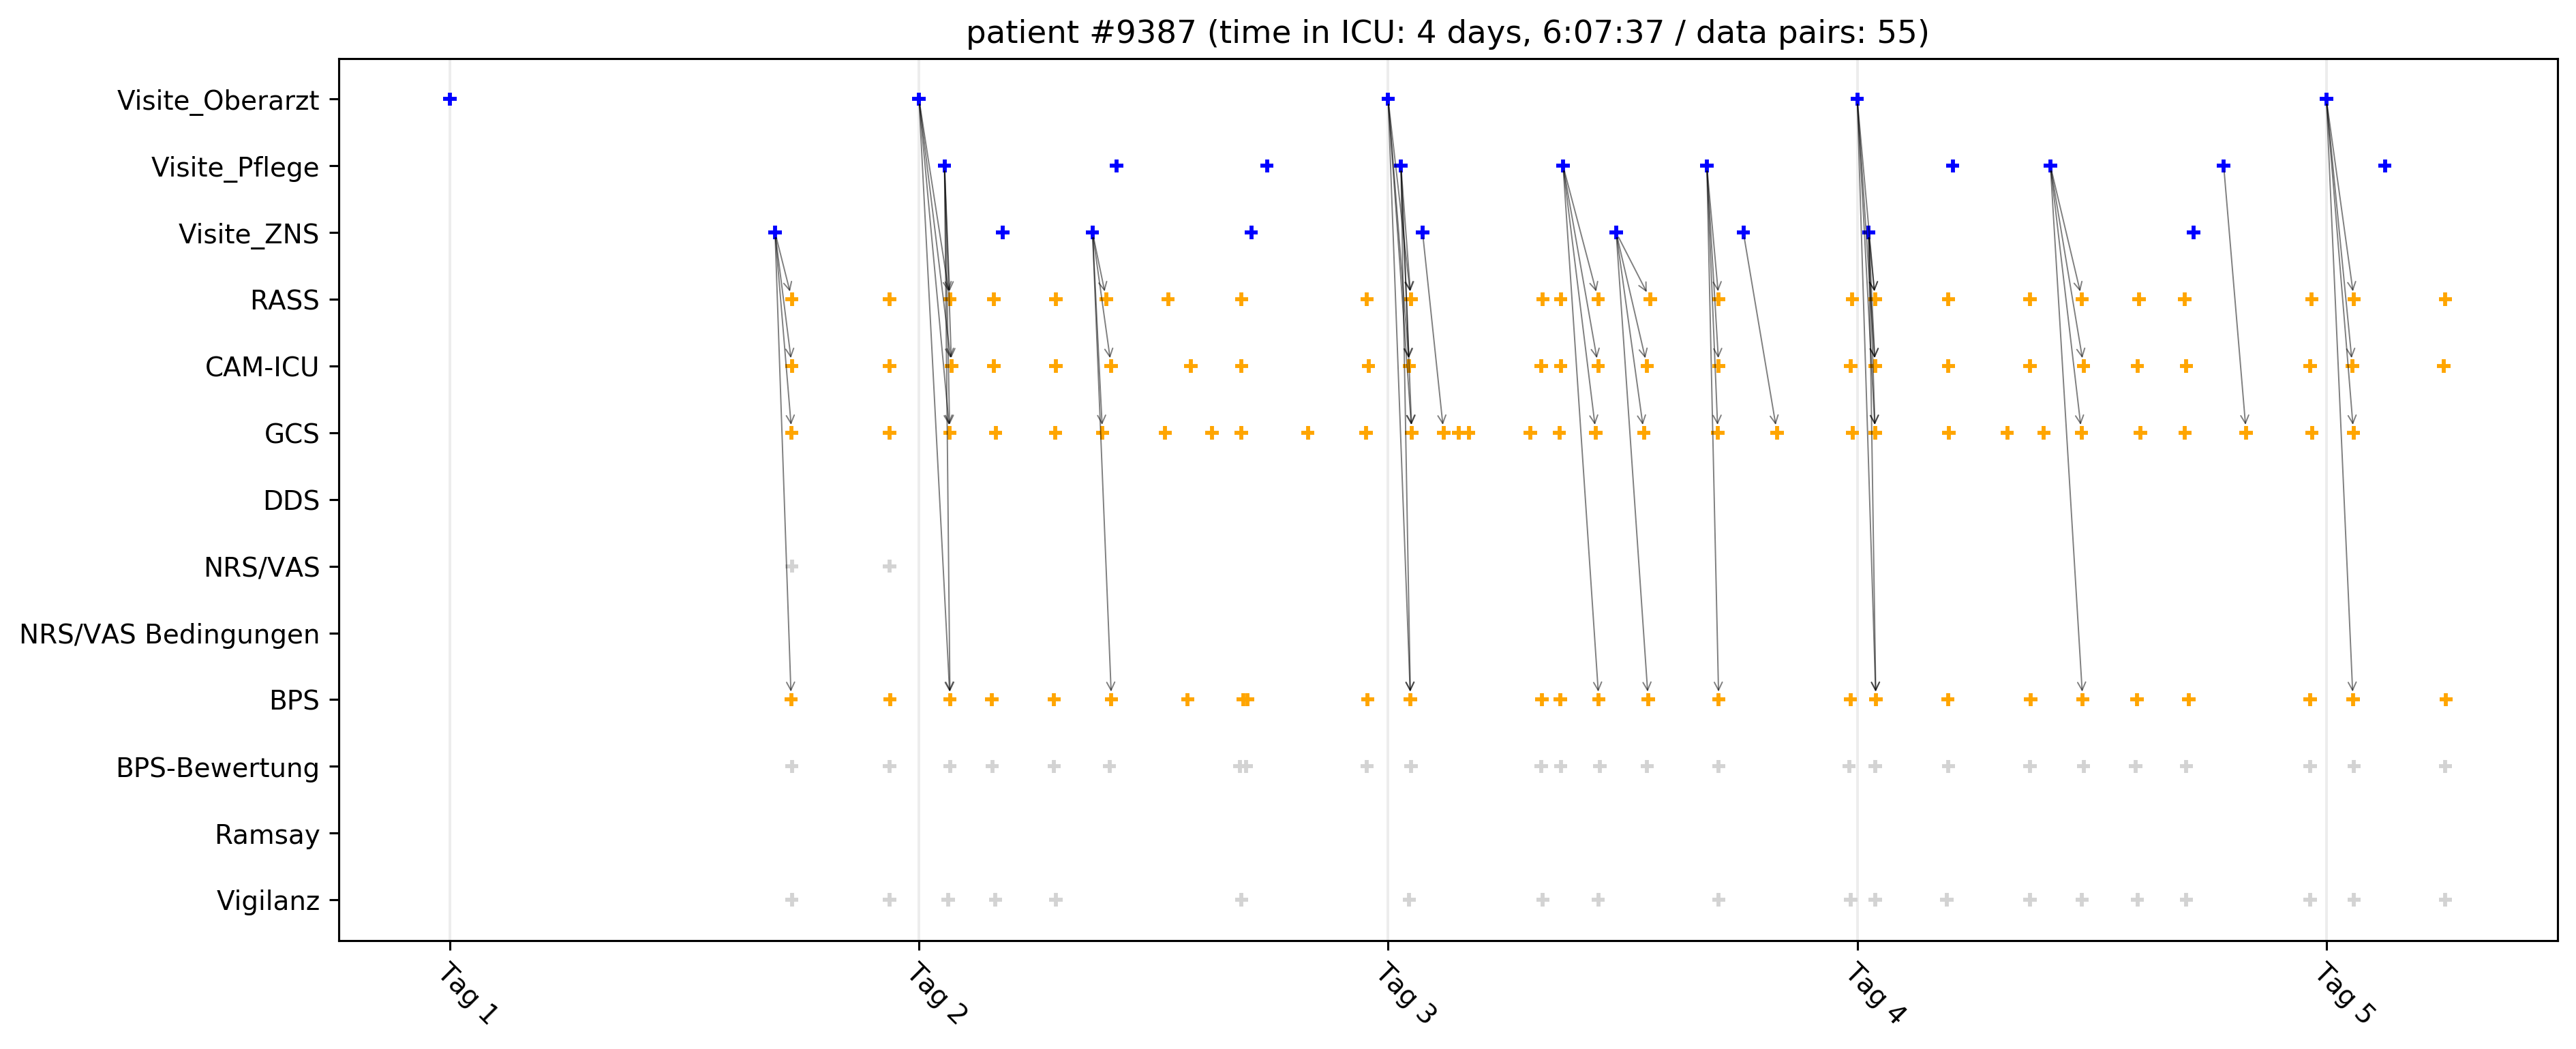 patient #9387 (time in ICU: 4 days, 6:07:37 / data pairs: 55)
Visite_Oberarzt
Visite_Pflege
Visite_ZNS
RASS
CAM-ICU
GCS
DDS
NRS/VAS
NRS/VAS Bedingungen
BPS
BPS-Bewertung
Ramsay
Vigilanz
Tag 1
Tag 2
Tag 3
Tag 4
Tag 5